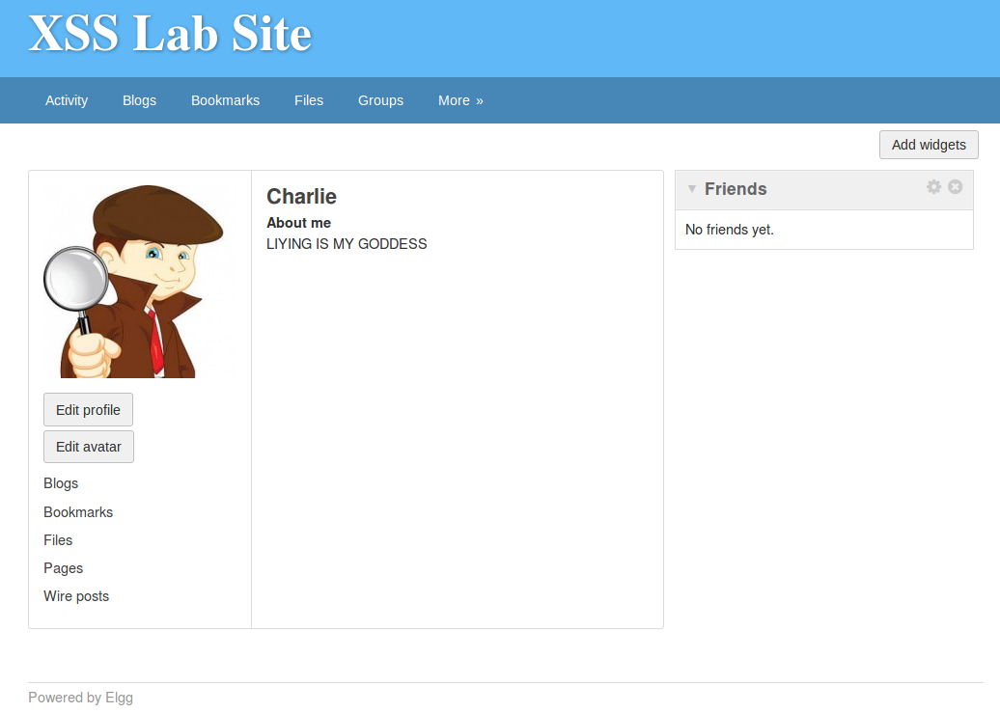 XSS Lab Site
Activity Blogs Bookmarks Files Groups More »
Add widgets
Charlie
About me
LIYING IS MY GODDESS
Edit profile
Edit avatar
Blogs
Bookmarks
Files
Pages
Wire posts
Friends
No friends yet.
Powered by Elgg